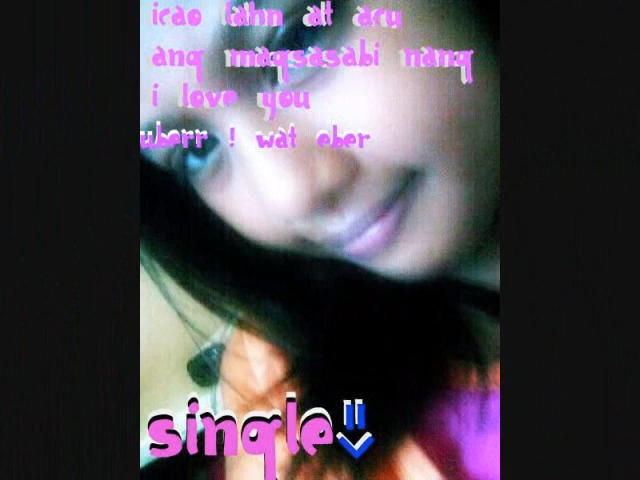 icao lahn at acu
anq maqsasabi nanq
i love you
uberr ! wat eber
single!!